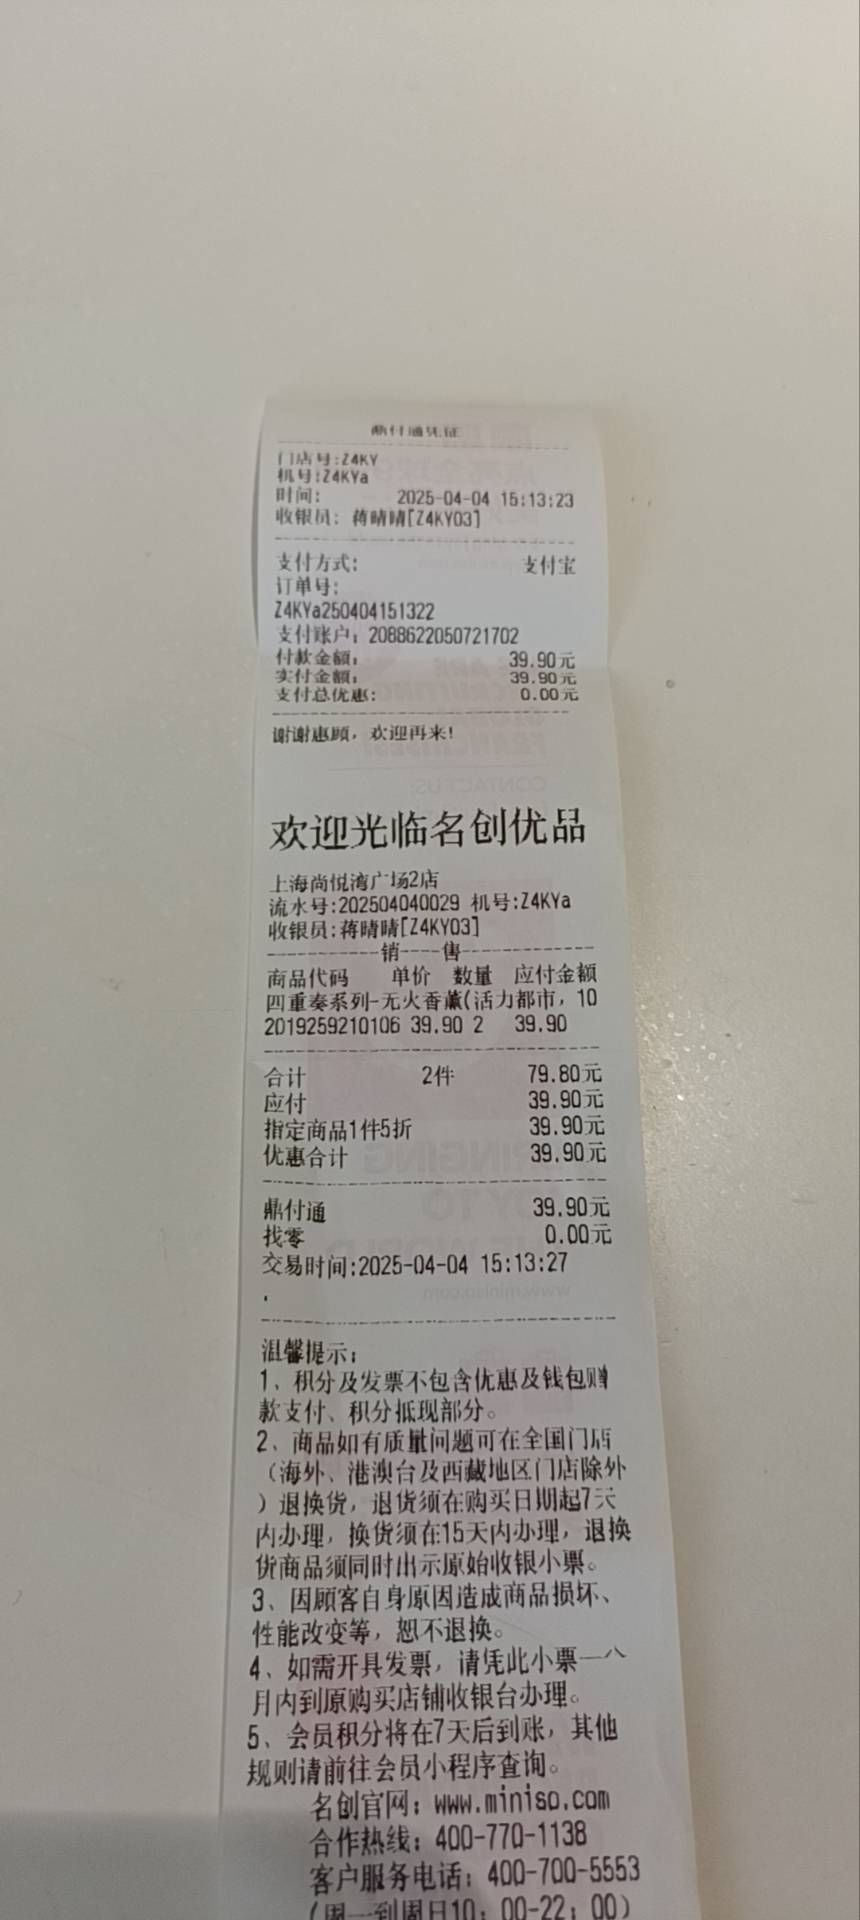 鼎付通凭证
门店号:Z4KY
机号:Z4KYa
时间: 2025-04-04 15:13:23
收银员: 蒋晴晴[Z4KY03]
支付方式: 支付宝
订单号:
Z4KYa250404151322
支付账户: 2088622050721702
付款金额: 39.90元
实付金额: 39.90元
支付总优惠: 0.00元
谢谢惠顾, 欢迎再来!
欢迎光临名创优品
上海尚悦湾广场2店
流水号:202504040029 机号:Z4KYa
收银员:蒋晴晴[Z4KY03]
-----------销----售-------------
商品代码 单价 数量 应付金额
四重奏系列-无火香薰(活力都市, 10
2019259210106 39.90 2 39.90
合计 2件 79.80元
应付 39.90元
指定商品1件5折 39.90元
优惠合计 39.90元
鼎付通 39.90元
找零 0.00元
交易时间:2025-04-04 15:13:27
.
温馨提示:
1、积分及发票不包含优惠及钱包赠
款支付、积分抵现部分。
2、商品如有质量问题可在全国门店
（海外、港澳台及西藏地区门店除外
）退换货, 退货须在购买日期起7天
内办理, 换货须在15天内办理, 退换
货商品须同时出示原始收银小票。
3、因顾客自身原因造成商品损坏、
性能改变等, 恕不退换。
4、如需开具发票, 请凭此小票一个
月内到原购买店铺收银台办理。
5、会员积分将在7天后到账, 其他
规则请前往会员小程序查询。
名创官网: www.miniso.com
合作热线: 400-770-1138
客户服务电话: 400-700-5553
(周一到周日10:00-22:00)